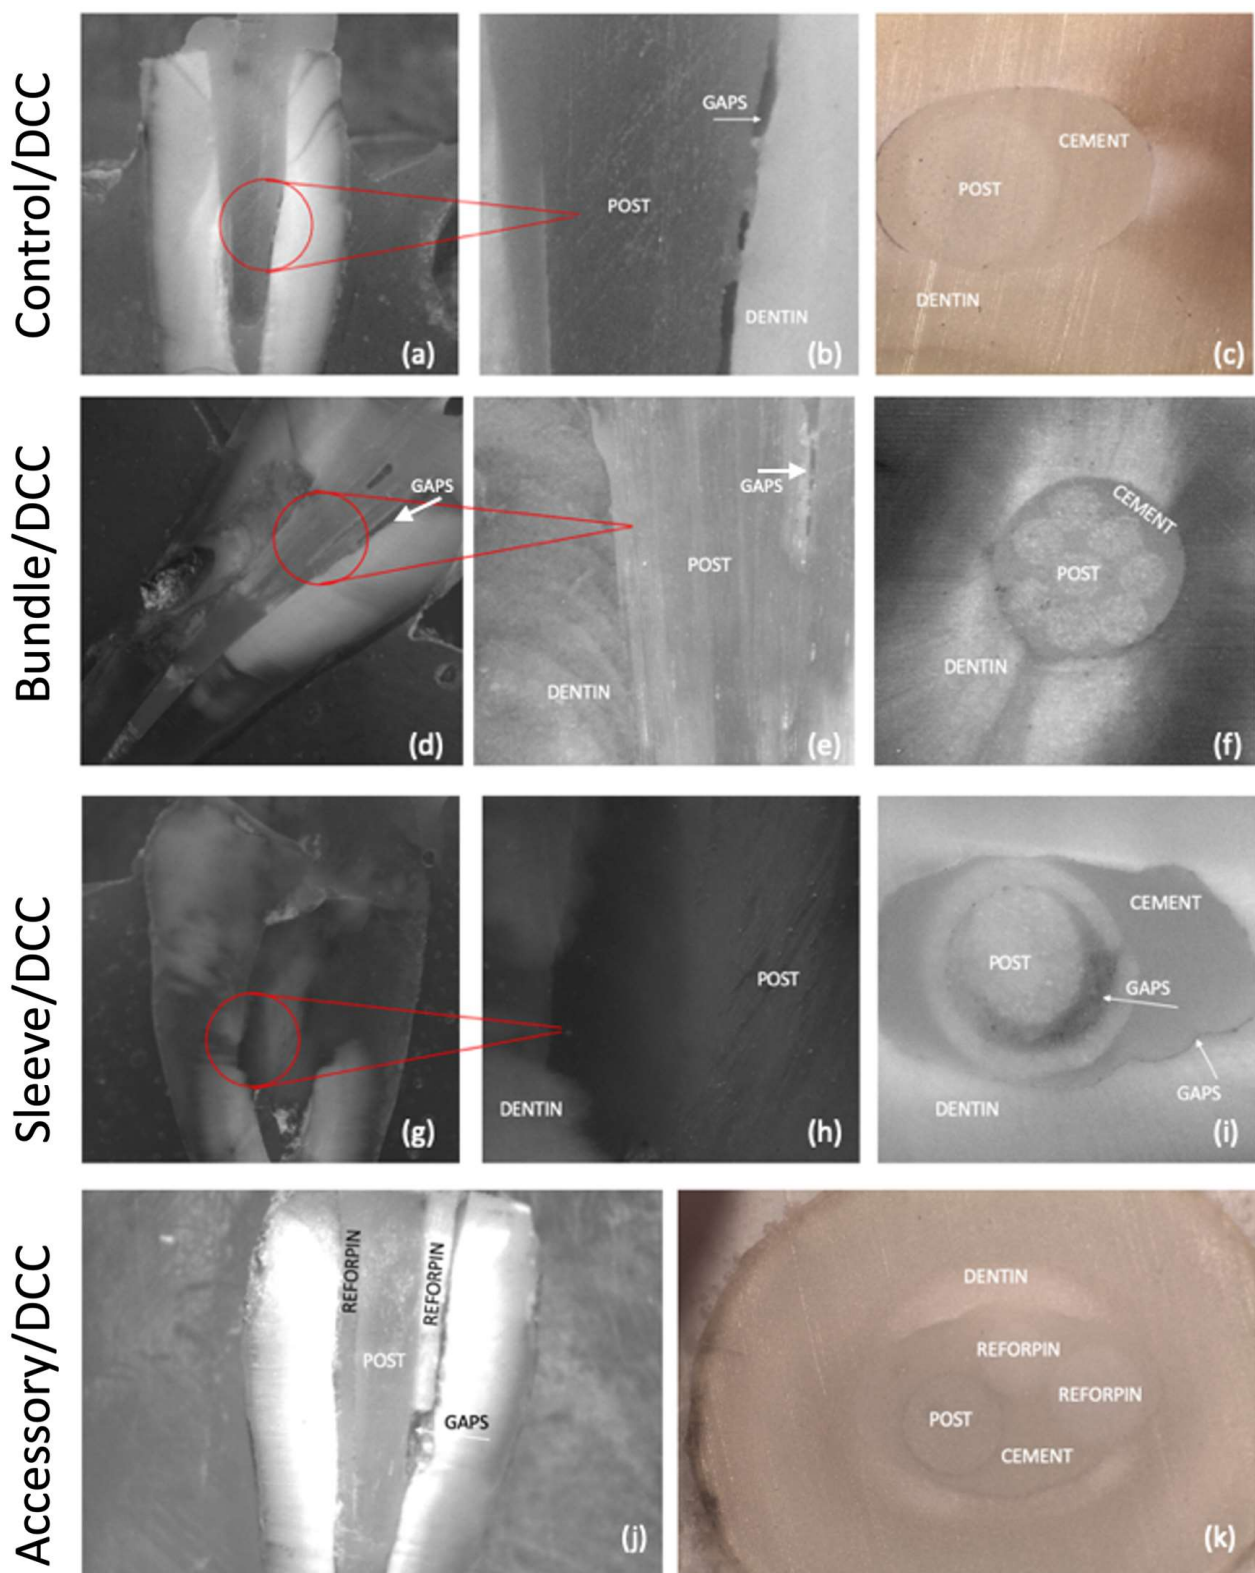 Control/DCC
GAPS
POST
DENTIN
(a)
(b)
CEMENT
POST
DENTIN
(c)
Bundle/DCC
GAPS
(d)
GAPS
POST
DENTIN
(e)
CEMENT
POST
DENTIN
(f)
Sleeve/DCC
(g)
POST
DENTIN
(h)
CEMENT
POST
GAPS
GAPS
DENTIN
(i)
Accessory/DCC
REFORPIN
REFORPIN
POST
GAPS
(j)
DENTIN
REFORPIN
REFORPIN
POST
CEMENT
(k)